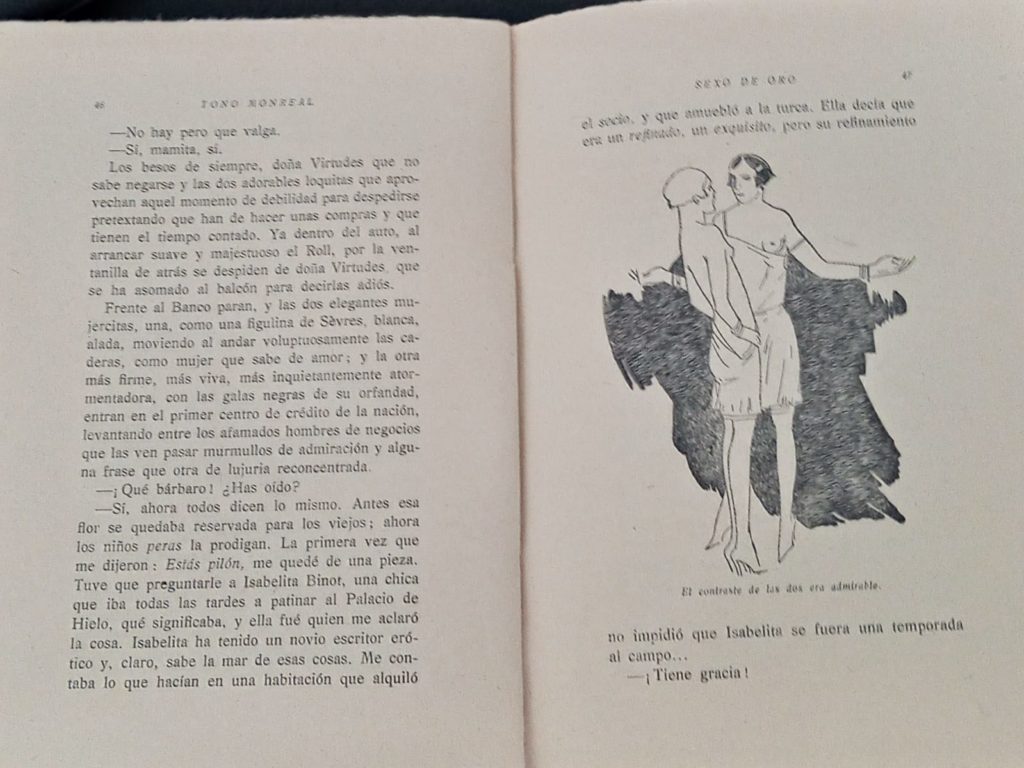 46
TONO MONREAL
—No hay pero que valga.
—Sí, mamita, sí.
Los besos de siempre, doña Virtudes que no
sabe negarse y las dos adorables loquitas que apro-
vechan aquel momento de debilidad para despedirse
pretextando que han de hacer unas compras y que
tienen el tiempo contado. Ya dentro del auto, al
arrancar suave y majestuoso el Roll, por la ven-
tanilla de atrás se despiden de doña Virtudes, que
se ha asomado al balcón para decirlas adiós.
Frente al Banco paran, y las dos elegantes mu-
jercitas, una, como una figulina de Sèvres, blanca,
alada, moviendo al andar voluptuosamente las ca-
deras, como mujer que sabe de amor; y la otra
más firme, más viva, más inquietantemente ator-
mentadora, con las galas negras de su orfandad,
entran en el primer centro de crédito de la nación,
levantando entre los afamados hombres de negocios
que las ven pasar murmullos de admiración y algu-
na frase que otra de lujuria reconcentrada.
—¡Qué bárbaro! ¿Has oído?
—Sí, ahora todos dicen lo mismo. Antes esa
flor se quedaba reservada para los viejos; ahora
los niños peras la prodigan. La primera vez que
me dijeron: Estás pilón, me quedé de una pieza.
Tuve que preguntarle a Isabelita Binot, una chica
que iba todas las tardes a patinar al Palacio de
Hielo, qué significaba, y ella fué quien me aclaró
la cosa. Isabelita ha tenido un novio escritor eró-
tico y, claro, sabe la mar de esas cosas. Me con-
taba lo que hacían en una habitación que alquiló
SEXO DE ORO
47
el socio, y que amuebló a la turca. Ella decía que
era un refinado, un exquisito, pero su refinamiento
El contraste de las dos era admirable.
no impidió que Isabelita se fuera una temporada
al campo...
—¡Tiene gracia!